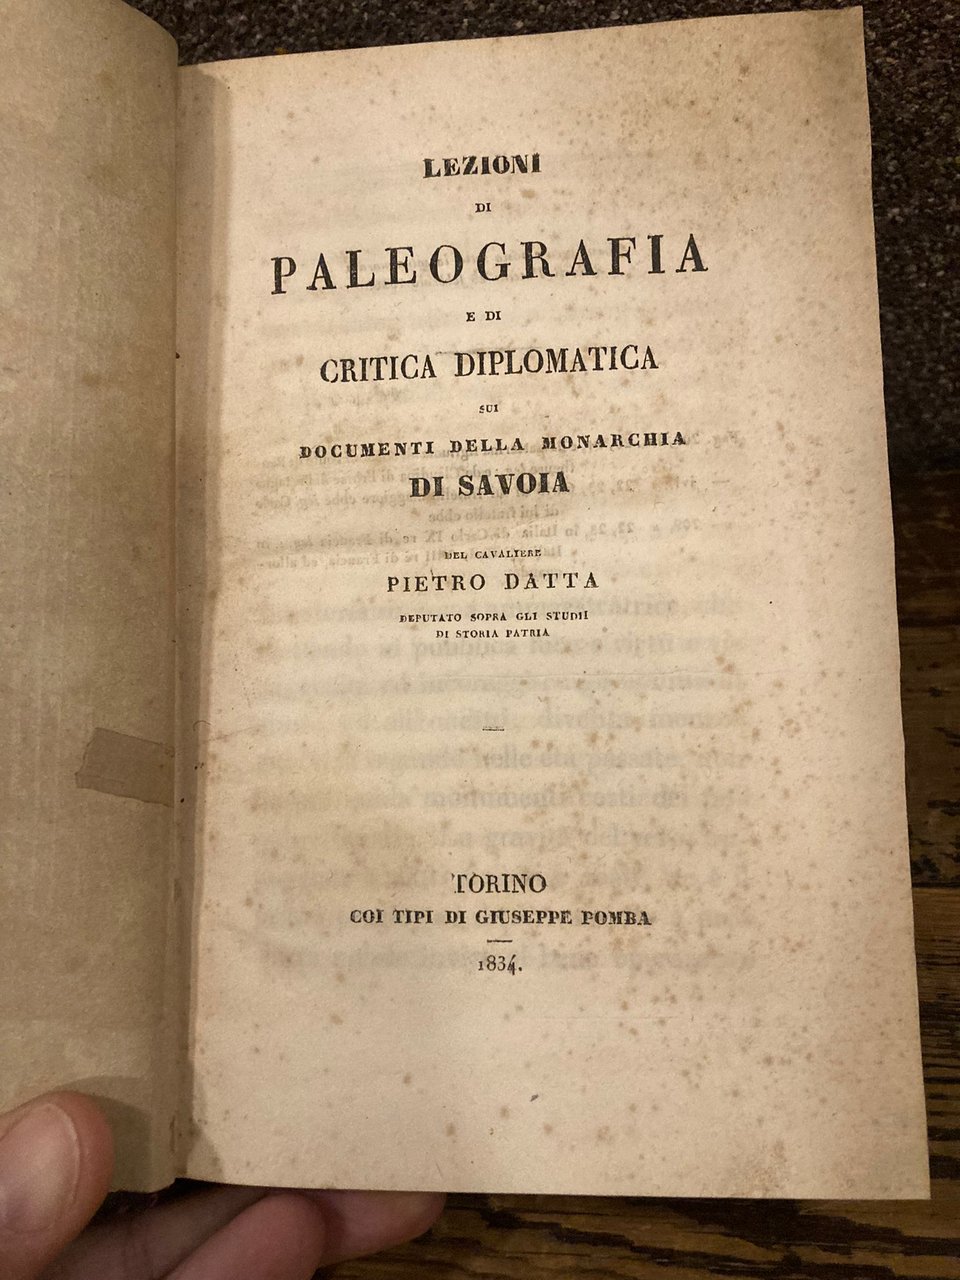 LEZIONI
DI
PALEOGRAFIA
E DI
CRITICA DIPLOMATICA
SUI
DOCUMENTI DELLA MONARCHIA
DI SAVOIA
DEL CAVALIERE
PIETRO DATTA
DEPUTATO SOPRA GLI STUDII
DI STORIA PATRIA
TORINO
COI TIPI DI GIUSEPPE POMBA
1834.